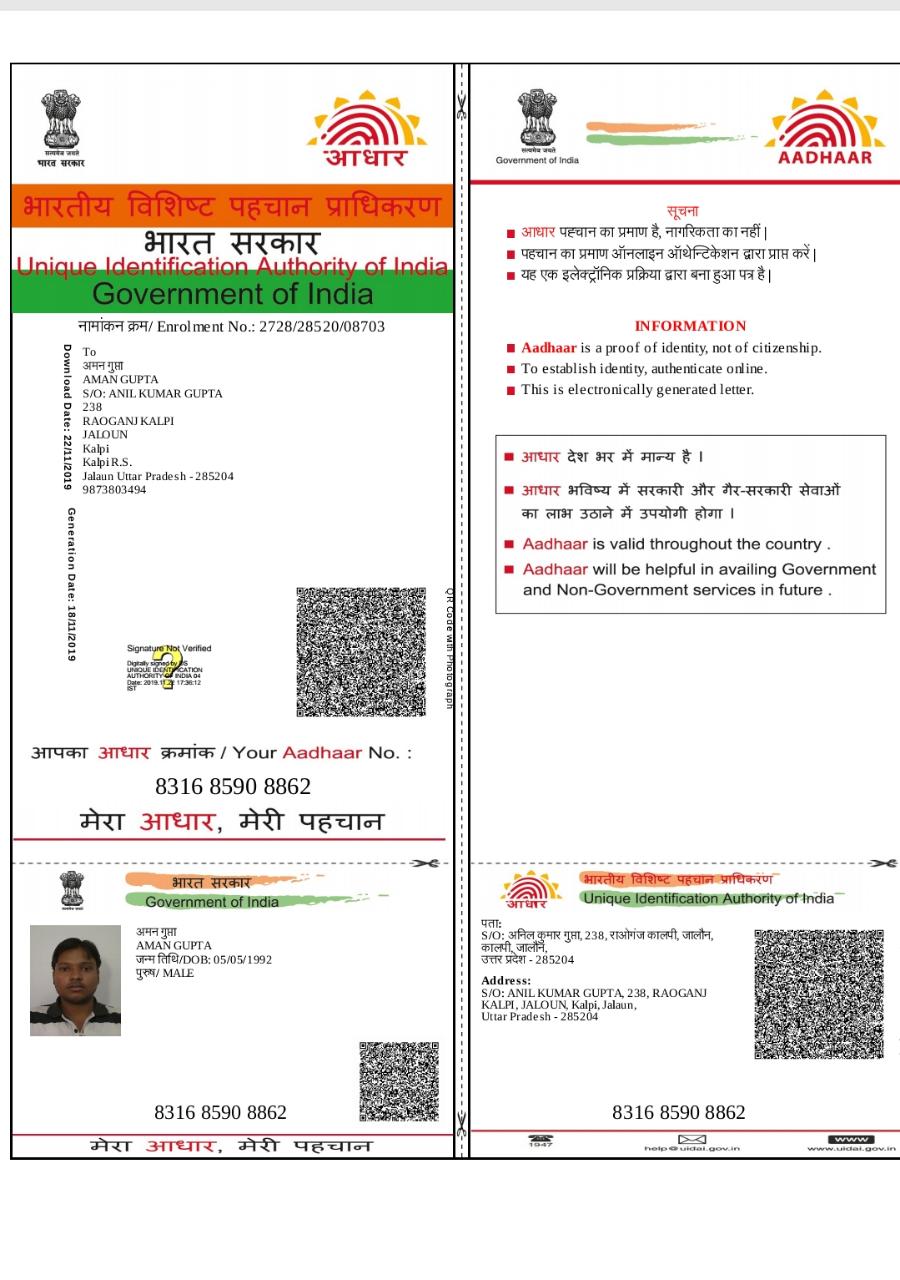 सत्यमेव जयते
भारत सरकार
आधार
भारतीय विशिष्ट पहचान प्राधिकरण
भारत सरकार
Unique Identification Authority of India
Government of India
नामांकन क्रम/ Enrolment No.: 2728/28520/08703
Download Date: 22/11/2019
Generation Date: 18/11/2019
To
अमन गुप्ता
AMAN GUPTA
S/O: ANIL KUMAR GUPTA
238
RAOGANJ KALPI
JALOUN
Kalpi
Kalpi R.S.
Jalaun Uttar Pradesh - 285204
9873803494
Signature Not Verified
Digitally signed by DS
UNIQUE IDENTIFICATION
AUTHORITY OF INDIA 04
Date: 2019.11.22 17:36:12
IST
QR Code with Photograph
आपका आधार क्रमांक / Your Aadhaar No. :
8316 8590 8862
मेरा आधार, मेरी पहचान
सत्यमेव जयते
Government of India
AADHAAR
सूचना
आधार पहचान का प्रमाण है, नागरिकता का नहीं |
पहचान का प्रमाण ऑनलाइन ऑथेन्टिकेशन द्वारा प्राप्त करें |
यह एक इलेक्ट्रॉनिक प्रक्रिया द्वारा बना हुआ पत्र है |
INFORMATION
Aadhaar is a proof of identity, not of citizenship.
To establish identity, authenticate online.
This is electronically generated letter.
आधार देश भर में मान्य है ।
आधार भविष्य में सरकारी और गैर-सरकारी सेवाओं
का लाभ उठाने में उपयोगी होगा ।
Aadhaar is valid throughout the country .
Aadhaar will be helpful in availing Government
and Non-Government services in future .
भारत सरकार
Government of India
अमन गुप्ता
AMAN GUPTA
जन्म तिथि/DOB: 05/05/1992
पुरुष/ MALE
8316 8590 8862
मेरा आधार, मेरी पहचान
आधार
भारतीय विशिष्ट पहचान प्राधिकरण
Unique Identification Authority of India
पता:
S/O: अनिल कुमार गुप्ता, 238, राओगंज कालपी, जालौन,
कालपी, जालौन,
उत्तर प्रदेश - 285204
Address:
S/O: ANIL KUMAR GUPTA, 238, RAOGANJ
KALPI, JALOUN, Kalpi, Jalaun,
Uttar Pradesh - 285204
8316 8590 8862
1947
help@uidai.gov.in
www
www.uidai.gov.in